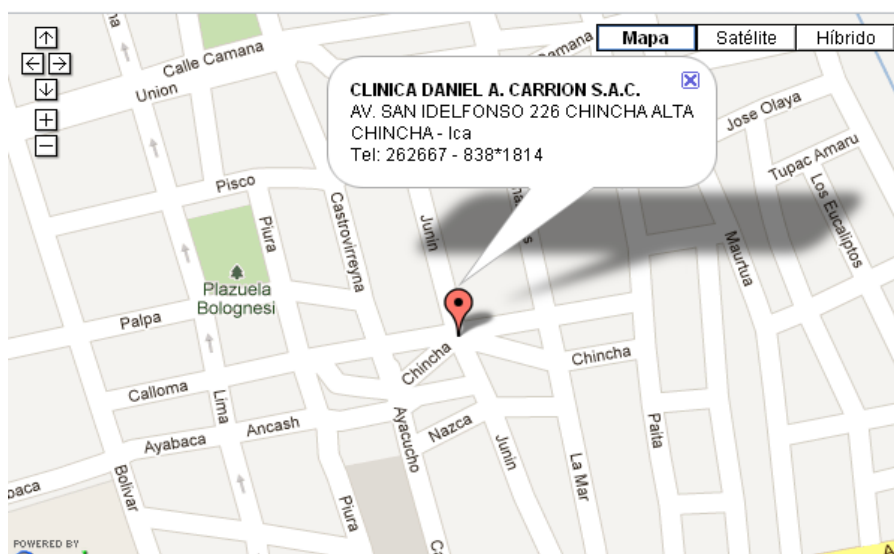 Mapa
Satélite
Híbrido
CLINICA DANIEL A. CARRION S.A.C.
AV. SAN IDELFONSO 226 CHINCHA ALTA
CHINCHA - Ica
Tel: 262667 - 838*1814
Calle Camana
Union
Jose Olaya
Tupac Amaru
Los Eucaliptos
Pisco
Piura
Castrovirreyna
Junin
Maurtua
Plazuela
Bolognesi
Palpa
Chincha
Chincha
Calloma
Lima
Ancash
Ayacucho
Nazca
Paita
Ayabaca
Junin
La Mar
Bolivar
Piura
POWERED BY